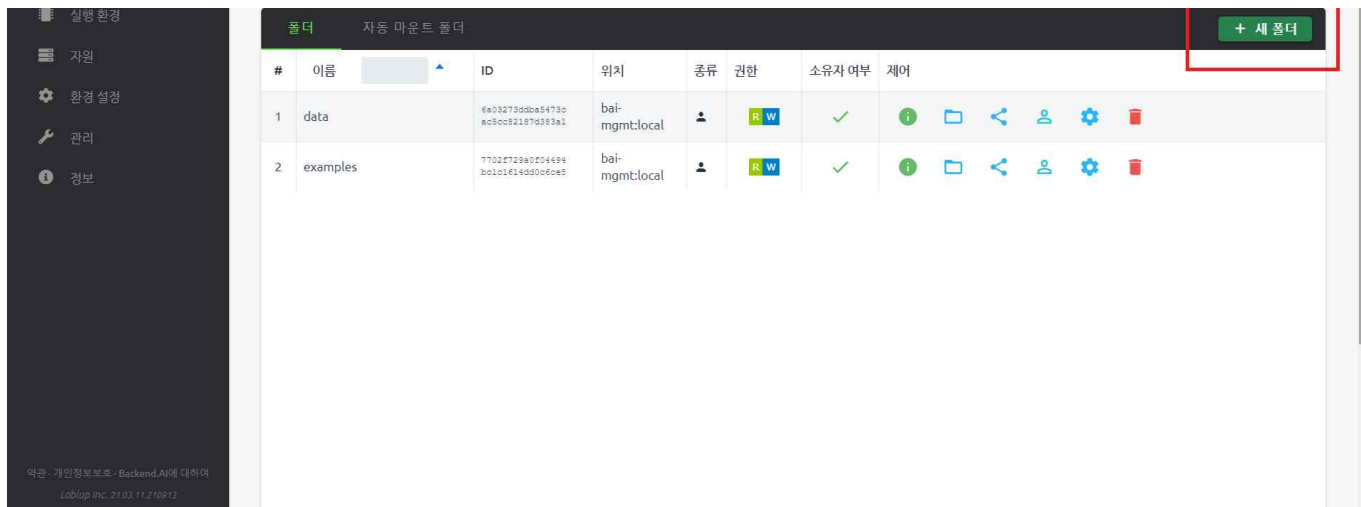 실행 환경
자원
환경 설정
관리
정보
약관 · 개인정보보호 · Backend.AI에 대하여
Lablup Inc. 21.03.11.210913
폴더 자동 마운트 폴더 + 새 폴더
# 이름 ID 위치 종류 권한 소유자 여부 제어
1 data 6a03273ddba5473c bai- R W
ac5cc82187d383a1 mgmt:local
2 examples 7702f729a0f04494 bai- R W
bc1c1614dd0c6ce8 mgmt:local